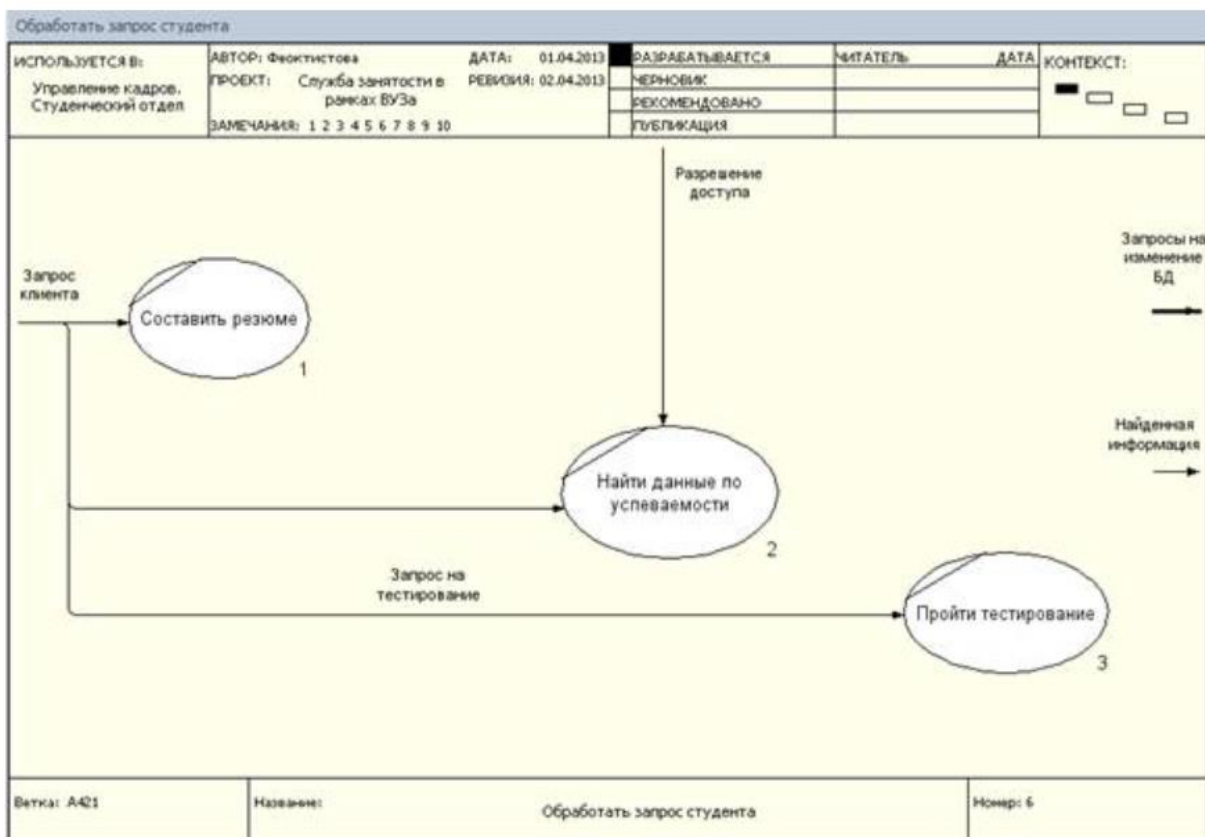 Обработать запрос студента
ИСПОЛЬЗУЕТСЯ В:
Управление кадров.
Студенческий отдел
АВТОР: Феоктистова
ДАТА: 01.04.2013
ПРОЕКТ: Служба занятости в
рамках ВУЗа
РЕВИЗИЯ: 02.04.2013
ЗАМЕЧАНИЯ: 1 2 3 4 5 6 7 8 9 10
РАЗРАБАТЫВАЕТСЯ
ЧЕРНОВИК
РЕКОМЕНДОВАНО
ПУБЛИКАЦИЯ
ЧИТАТЕЛЬ ДАТА
КОНТЕКСТ:
Разрешение
доступа
Запросы на
изменение
БД
Запрос
клиента
Составить резюме
1
Найденная
информация
Найти данные по
успеваемости
2
Запрос на
тестирование
Пройти тестирование
3
Ветка: A421
Название:
Обработать запрос студента
Номер: 6